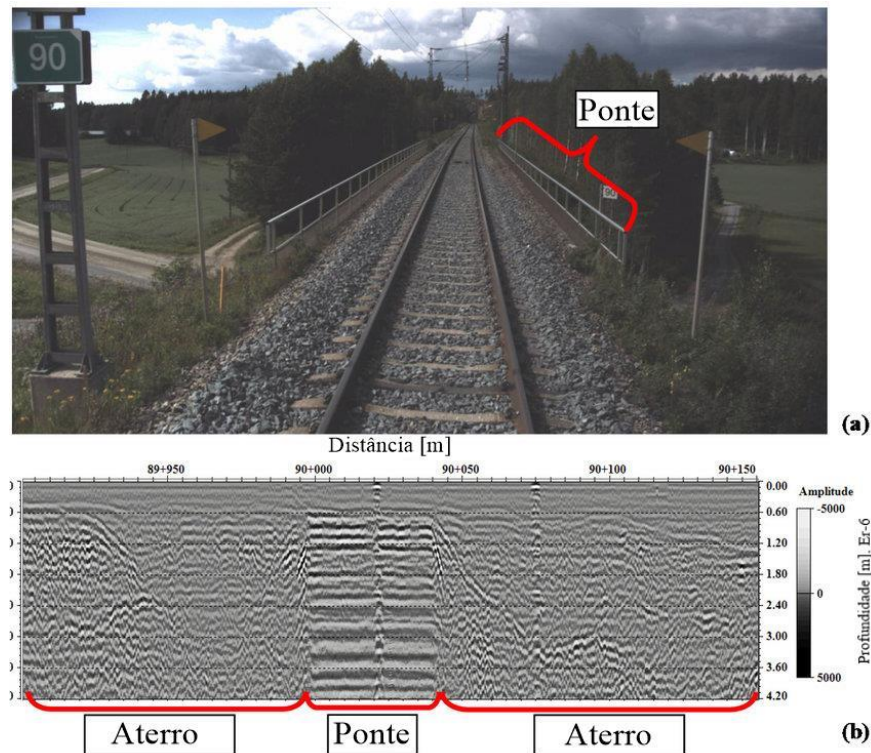 90
Ponte
90
(a)
Distância [m]
89+950 90+000 90+050 90+100 90+150
0.00
0.60
1.20
1.80
2.40
3.00
3.60
4.20
Amplitude
-5000
0
5000
Profundidade [m]. Er-6
Aterro Ponte Aterro
(b)